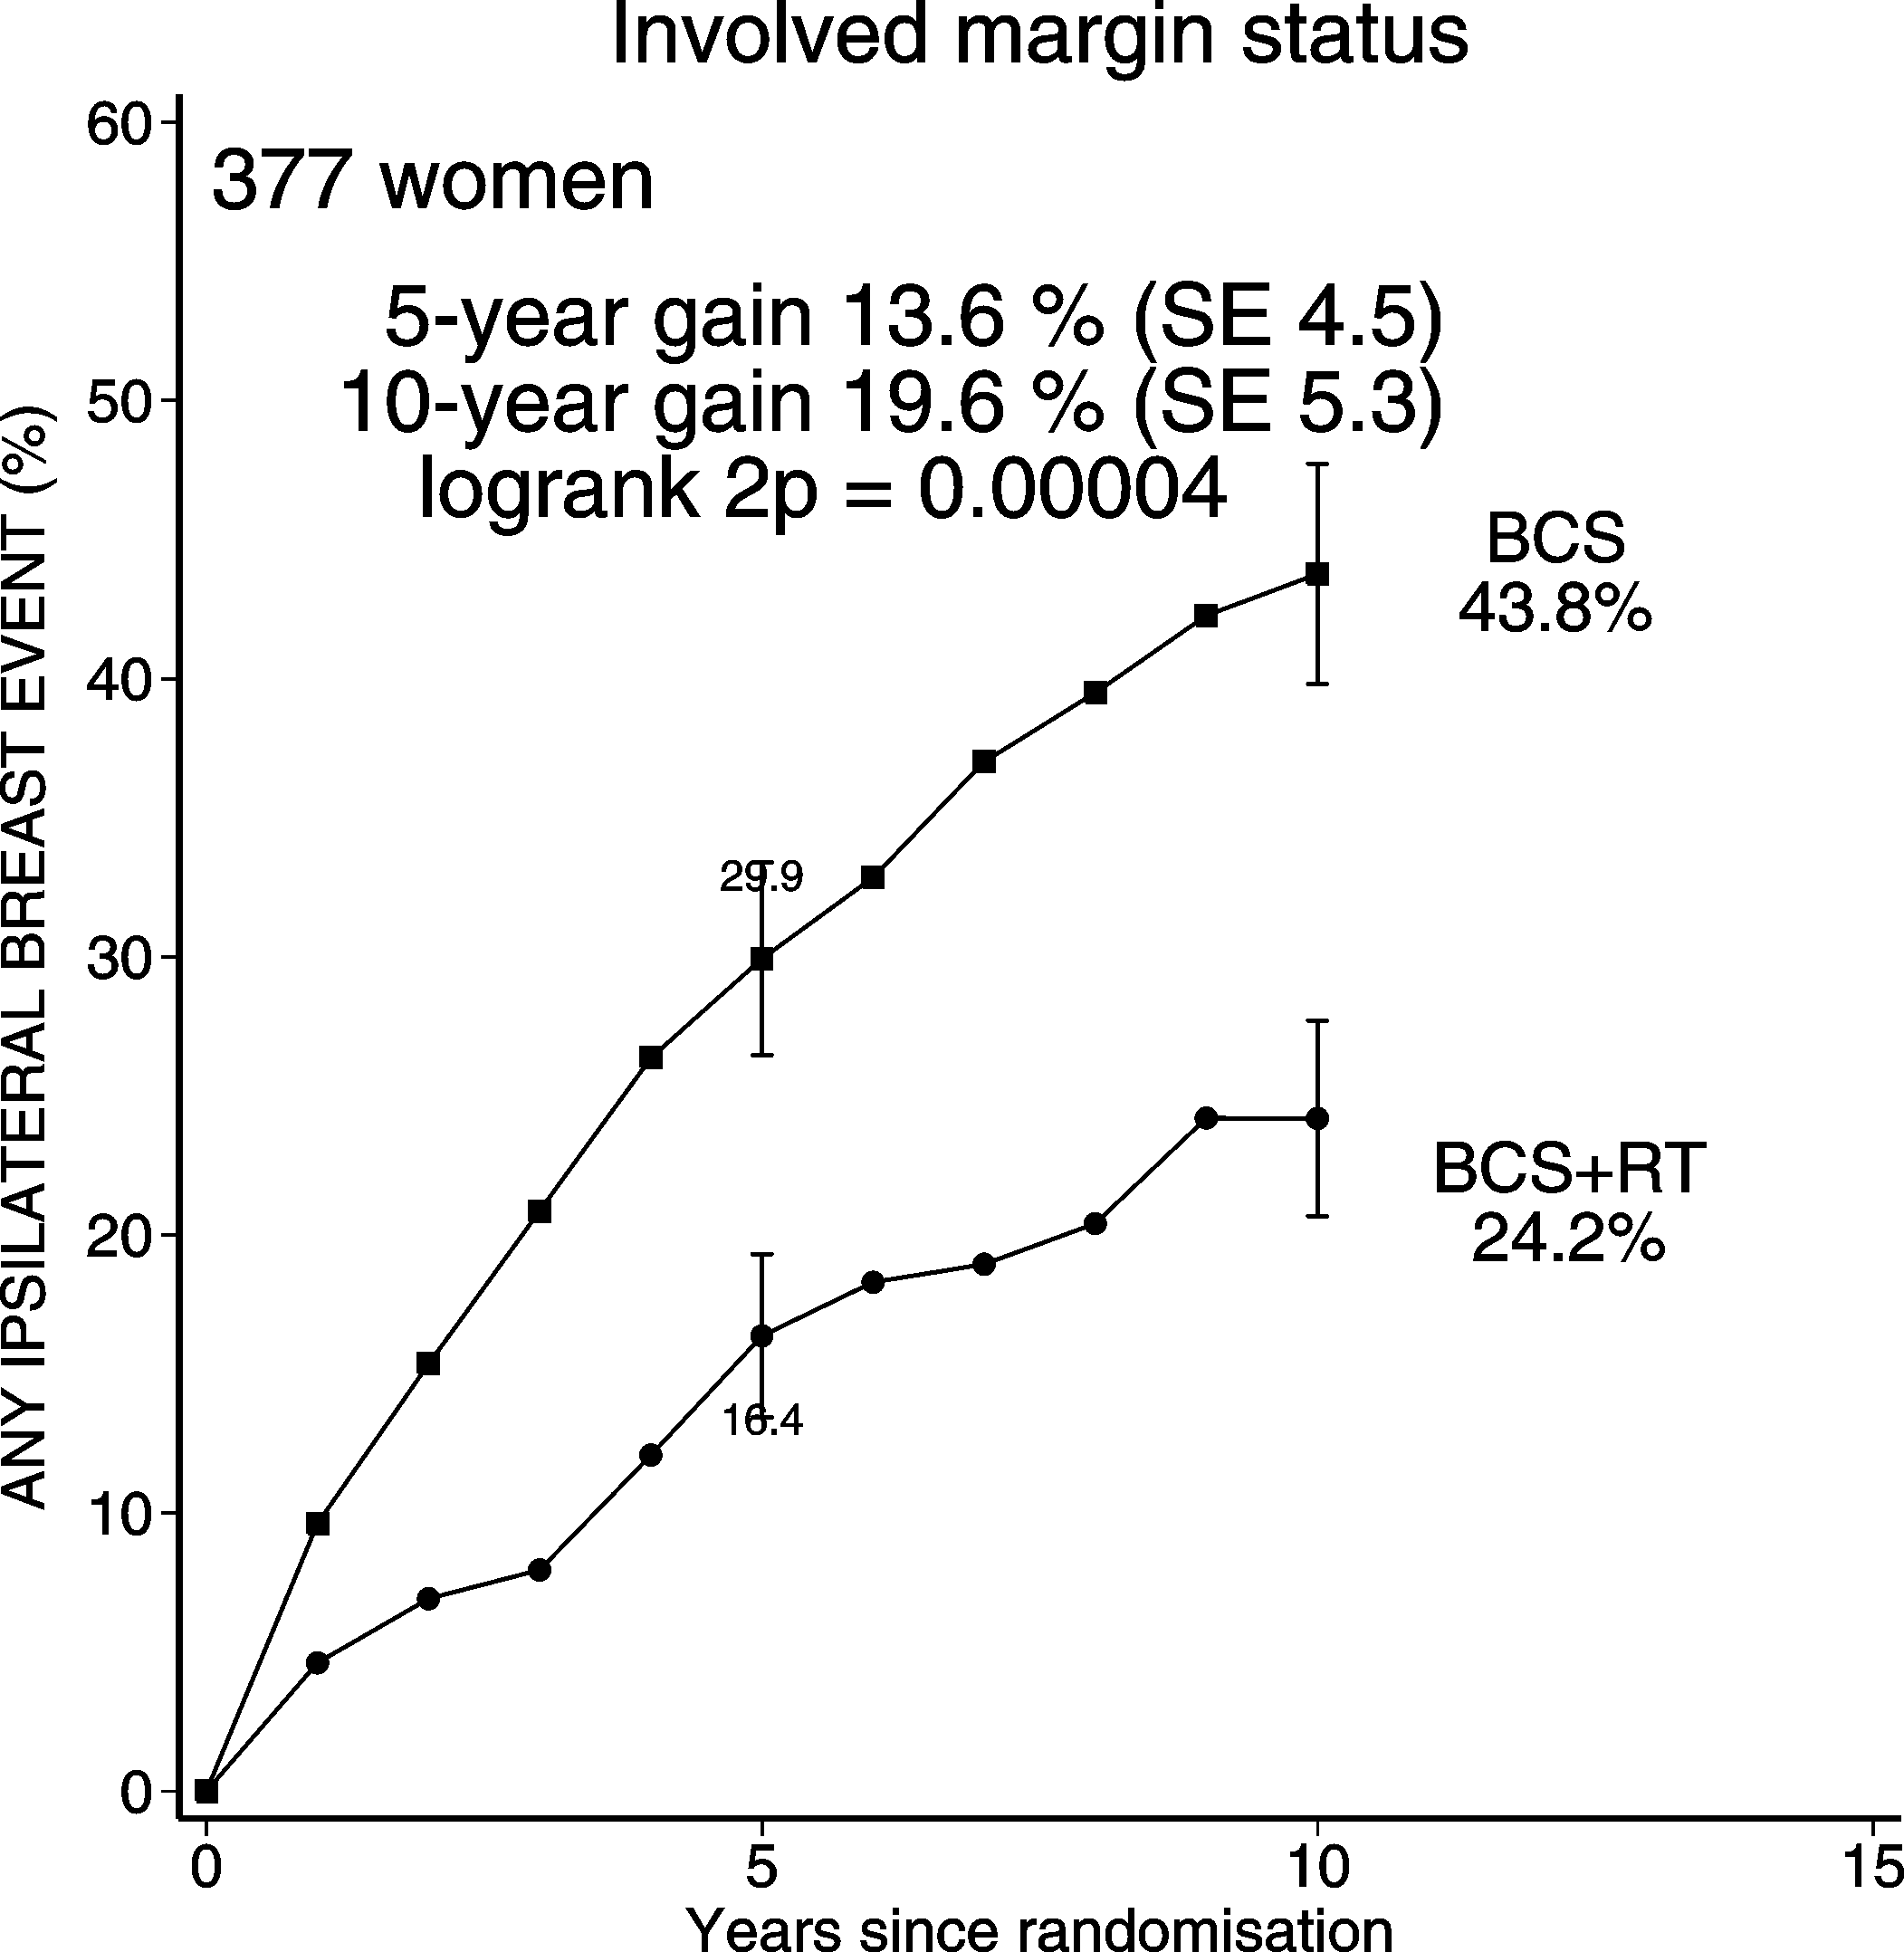 Involved margin status
60
377 women
5-year gain 13.6 % (SE 4.5)
10-year gain 19.6 % (SE 5.3)
logrank 2p = 0.00004
50
40
30
20
10
0
ANY IPSILATERAL BREAST EVENT (%)
BCS
43.8%
29.9
BCS+RT
24.2%
16.4
0 5 10 15
Years since randomisation